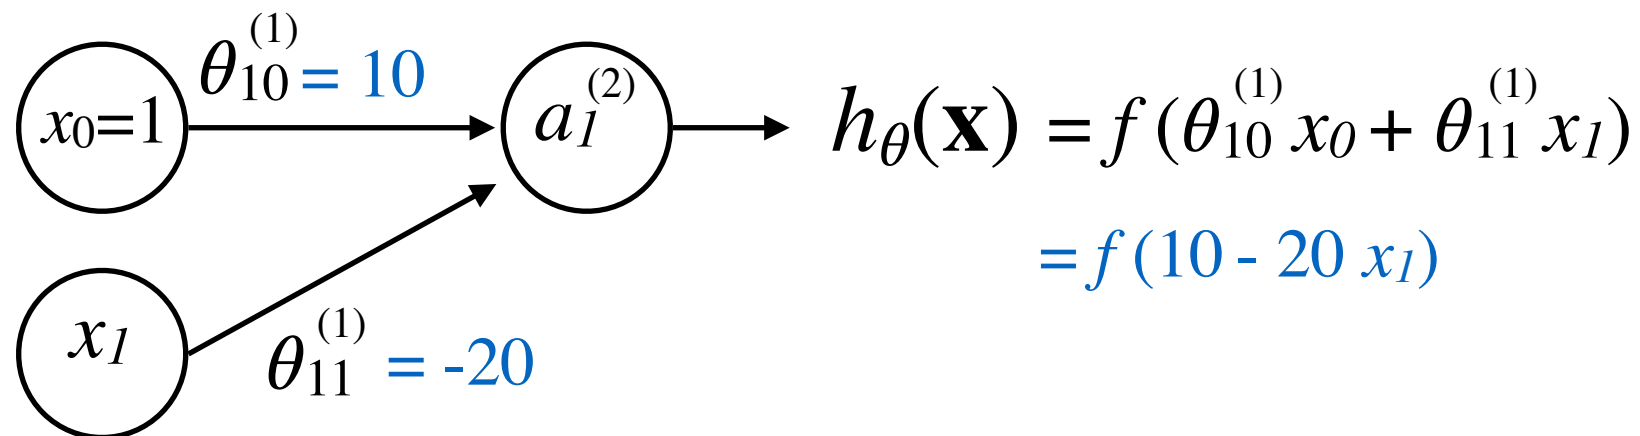 x₀=1
θ₁₀⁽¹⁾ = 10
a₁⁽²⁾
h_θ(𝐱) = f (θ₁₀⁽¹⁾ x₀ + θ₁₁⁽¹⁾ x₁)
= f (10 - 20 x₁)
x₁
θ₁₁⁽¹⁾ = -20